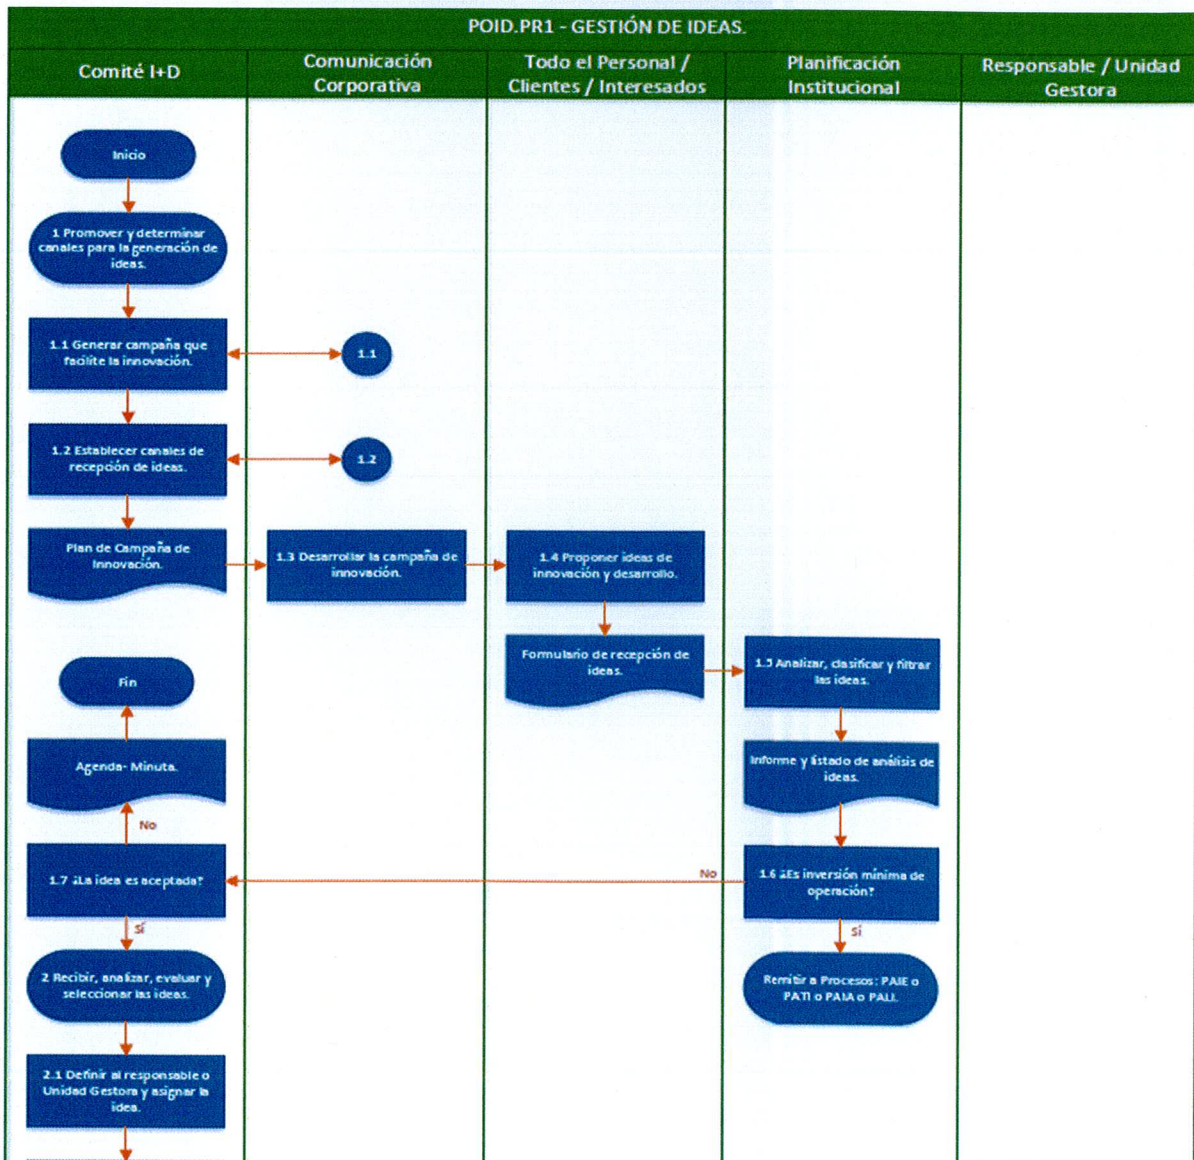 POID.PR1 - GESTIÓN DE IDEAS.
Comité I+D
Comunicación
Corporativa
Todo el Personal /
Clientes / Interesados
Planificación
Institucional
Responsable / Unidad
Gestora
Inicio
1 Promover y determinar
canales para la generación de
ideas.
1.1 Generar campaña que
facilite la innovación.
1.1
1.2 Establecer canales de
recepción de ideas.
1.2
Plan de Campaña de
Innovación.
1.3 Desarrollar la campaña de
innovación.
1.4 Proponer ideas de
innovación y desarrollo.
Formulario de recepción de
ideas.
1.5 Analizar, clasificar y filtrar
las ideas.
Fin
Agenda- Minuta.
Informe y listado de análisis de
ideas.
No
1.7 ¿La idea es aceptada?
No
1.6 ¿Es inversión mínima de
operación?
Sí
Sí
2 Recibir, analizar, evaluar y
seleccionar las ideas.
Remitir a Procesos: PAIE o
PATI o PAIA o PALI.
2.1 Definir al responsable o
Unidad Gestora y asignar la
idea.